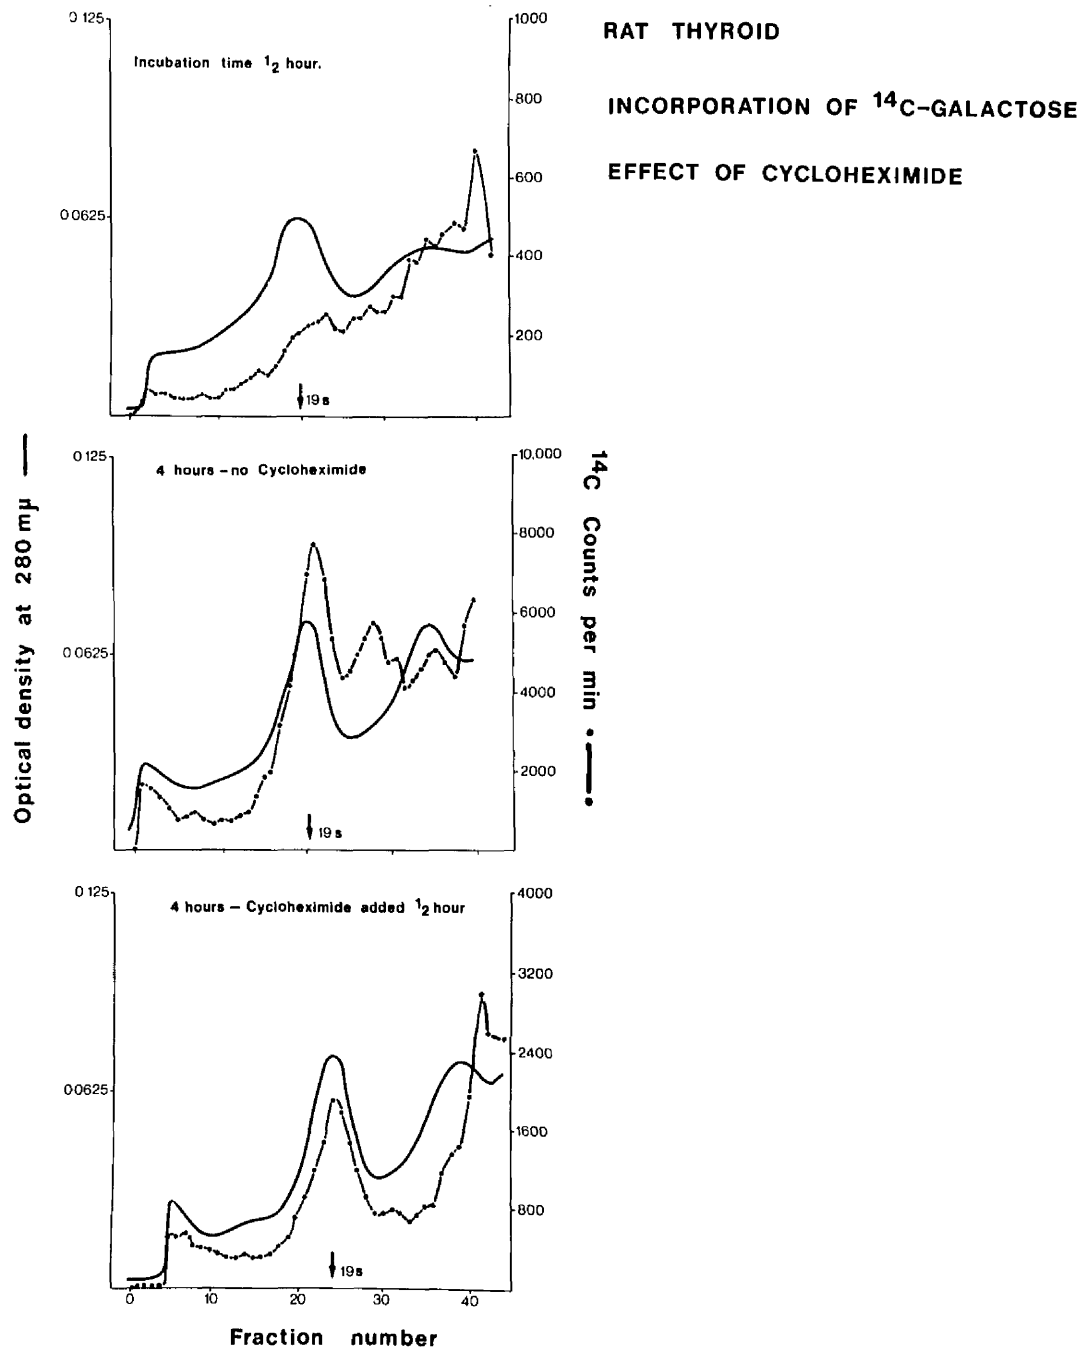 RAT THYROID
INCORPORATION OF 14C-GALACTOSE
EFFECT OF CYCLOHEXIMIDE
Optical density at 280 mµ
14C Counts per min
0 125
0 0625
Incubation time 1 2 hour.
1000
800
600
400
200
19 s
0 125
0 0625
4 hours - no Cycloheximide
10,000
8000
6000
4000
2000
19 s
0 125
0 0625
4 hours - Cycloheximide added 1 2 hour
4000
3200
2400
1600
800
19 s
0 10 20 30 40
Fraction number